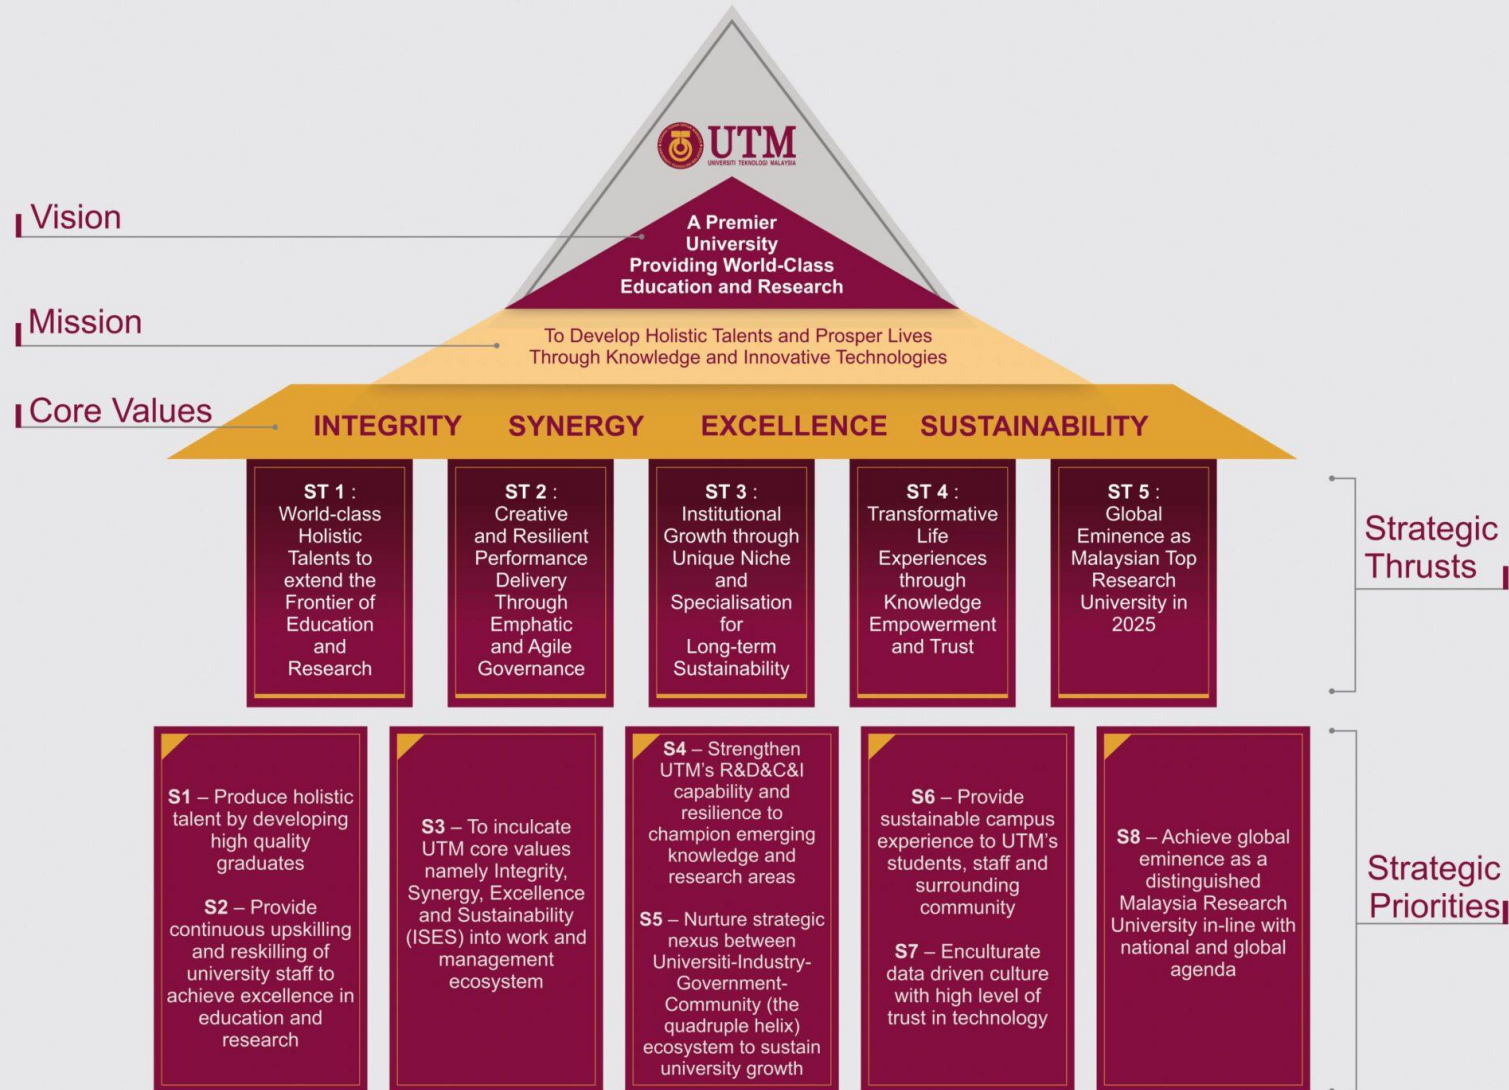 UTM
UNIVERSITI TEKNOLOGI MALAYSIA
Vision
A Premier
University
Providing World-Class
Education and Research
Mission
To Develop Holistic Talents and Prosper Lives
Through Knowledge and Innovative Technologies
Core Values
INTEGRITY SYNERGY EXCELLENCE SUSTAINABILITY
ST 1 :
World-class
Holistic
Talents to
extend the
Frontier of
Education
and
Research
ST 2 :
Creative
and Resilient
Performance
Delivery
Through
Emphatic
and Agile
Governance
ST 3 :
Institutional
Growth through
Unique Niche
and
Specialisation
for
Long-term
Sustainability
ST 4 :
Transformative
Life
Experiences
through
Knowledge
Empowerment
and Trust
ST 5 :
Global
Eminence as
Malaysian Top
Research
University in
2025
Strategic
Thrusts
S1 – Produce holistic
talent by developing
high quality
graduates
S2 – Provide
continuous upskilling
and reskilling of
university staff to
achieve excellence in
education and
research
S3 – To inculcate
UTM core values
namely Integrity,
Synergy, Excellence
and Sustainability
(ISES) into work and
management
ecosystem
S4 – Strengthen
UTM's R&D&C&I
capability and
resilience to
champion emerging
knowledge and
research areas
S5 – Nurture strategic
nexus between
Universiti-Industry-
Government-
Community (the
quadruple helix)
ecosystem to sustain
university growth
S6 – Provide
sustainable campus
experience to UTM's
students, staff and
surrounding
community
S7 – Enculturate
data driven culture
with high level of
trust in technology
S8 – Achieve global
eminence as a
distinguished
Malaysia Research
University in-line with
national and global
agenda
Strategic
Priorities